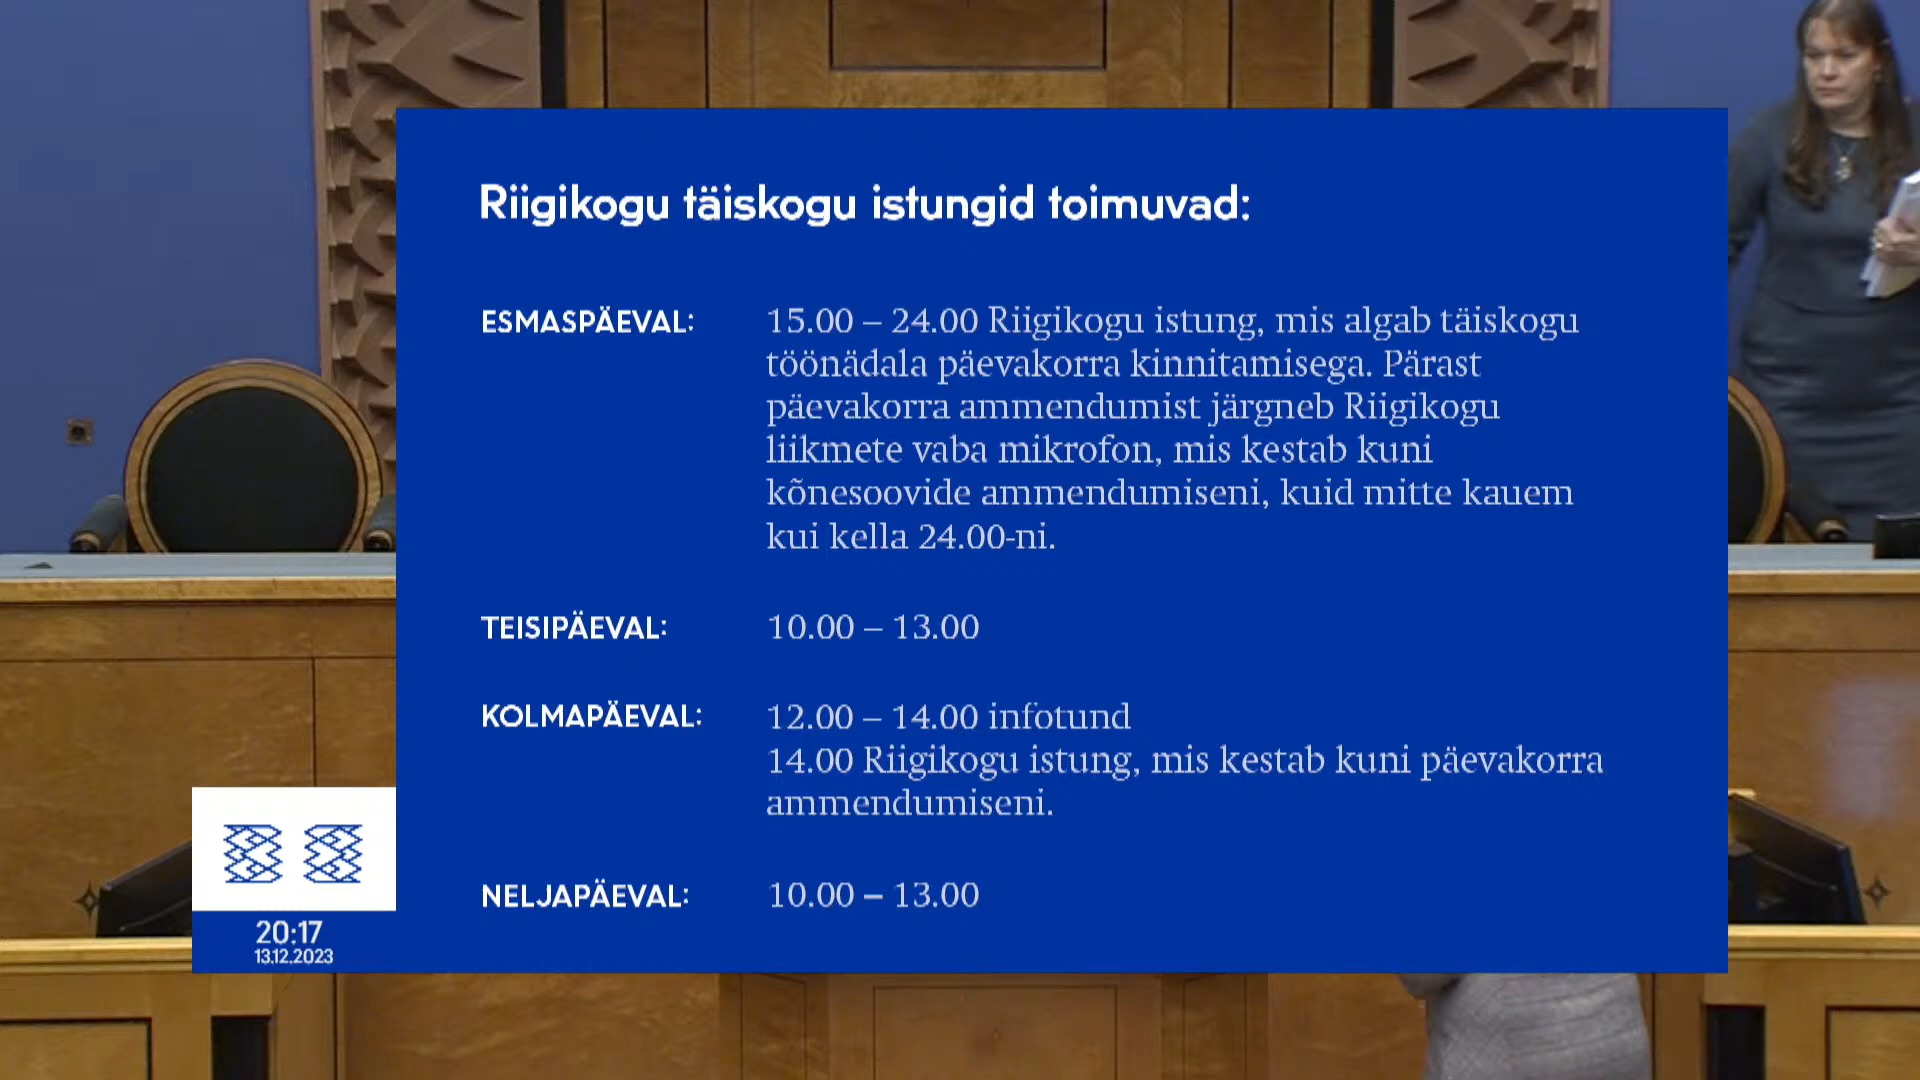 Riigikogu täiskogu istungid toimuvad:
ESMASPÄEVAL:
15.00 – 24.00 Riigikogu istung, mis algab täiskogu
töönädala päevakorra kinnitamisega. Pärast
päevakorra ammendumist järgneb Riigikogu
liikmete vaba mikrofon, mis kestab kuni
kõnesoovide ammendumiseni, kuid mitte kauem
kui kella 24.00-ni.
TEISIPÄEVAL:
10.00 – 13.00
KOLMAPÄEVAL:
12.00 – 14.00 infotund
14.00 Riigikogu istung, mis kestab kuni päevakorra
ammendumiseni.
NELJAPÄEVAL:
10.00 – 13.00
20:17
13.12.2023